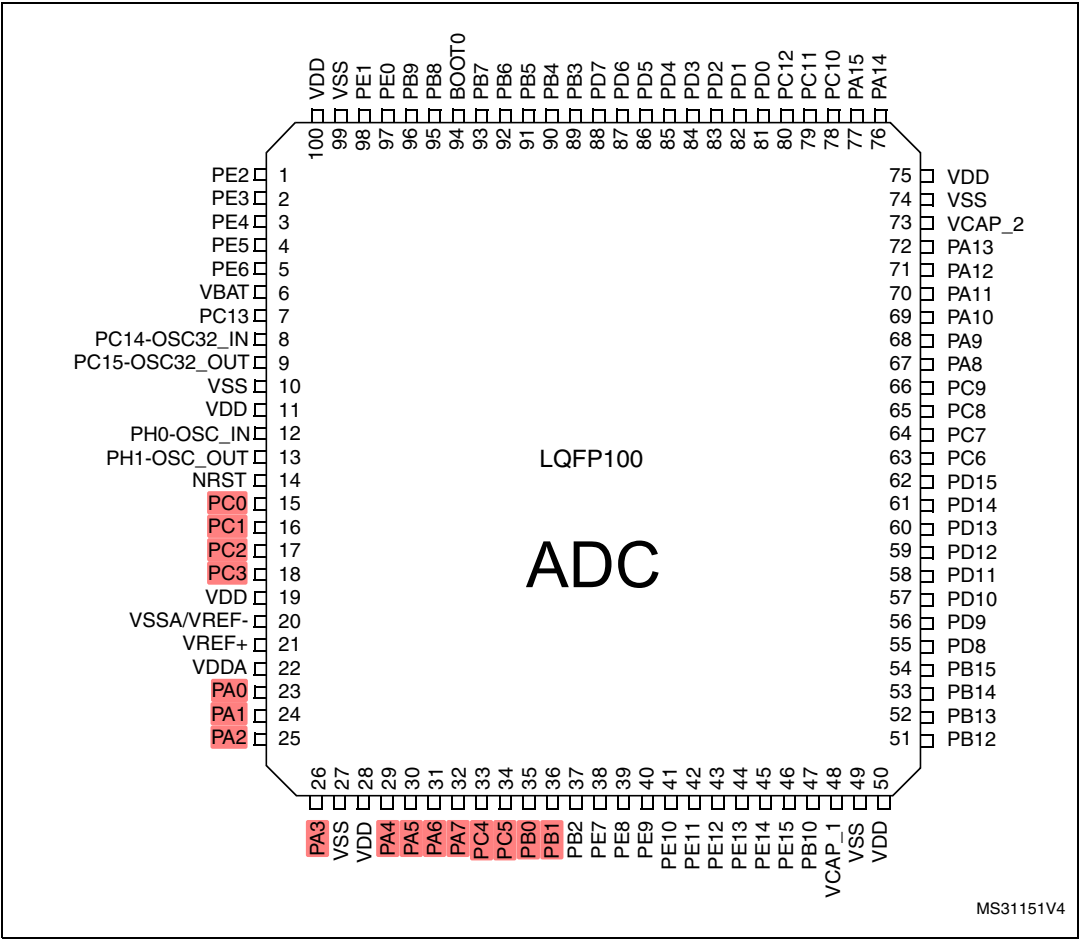 VDD VSS PE1 PE0 PB9 PB8 BOOT0 PB7 PB6 PB5 PB4 PB3 PD7 PD6 PD5 PD4 PD3 PD2 PD1 PD0 PC12 PC11 PC10 PA15 PA14
100 99 98 97 96 95 94 93 92 91 90 89 88 87 86 85 84 83 82 81 80 79 78 77 76
PE2 1 75 VDD
PE3 2 74 VSS
PE4 3 73 VCAP_2
PE5 4 72 PA13
PE6 5 71 PA12
VBAT 6 70 PA11
PC13 7 69 PA10
PC14-OSC32_IN 8 68 PA9
PC15-OSC32_OUT 9 67 PA8
VSS 10 66 PC9
VDD 11 65 PC8
PH0-OSC_IN 12 64 PC7
PH1-OSC_OUT 13 63 PC6
LQFP100
NRST 14 62 PD15
PC0 15 61 PD14
PC1 16 60 PD13
PC2 17 59 PD12
PC3 18 58 PD11
ADC
VDD 19 57 PD10
VSSA/VREF- 20 56 PD9
VREF+ 21 55 PD8
VDDA 22 54 PB15
PA0 23 53 PB14
PA1 24 52 PB13
PA2 25 51 PB12
26 27 28 29 30 31 32 33 34 35 36 37 38 39 40 41 42 43 44 45 46 47 48 49 50
PA3 VSS VDD PA4 PA5 PA6 PA7 PC4 PC5 PB0 PB1 PB2 PE7 PE8 PE9 PE10 PE11 PE12 PE13 PE14 PE15 PB10 VCAP_1 VSS VDD
MS31151V4